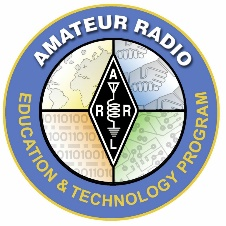 AMATEUR RADIO
A
R R
L
EDUCATION & TECHNOLOGY PROGRAM